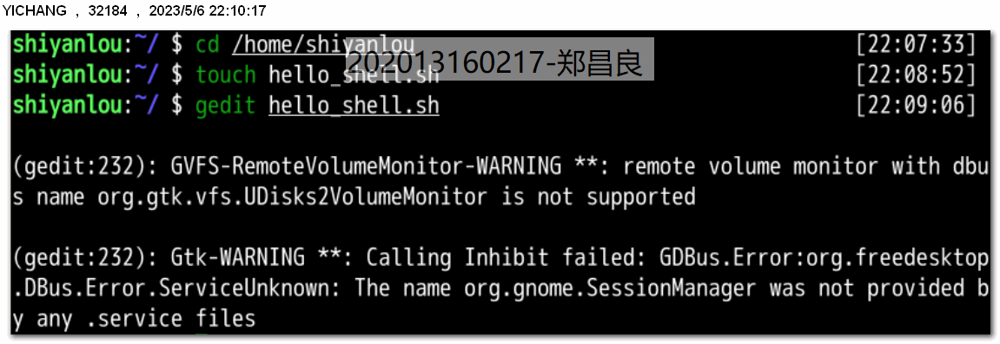 YICHANG , 32184 , 2023/5/6 22:10:17
shiyanlou:~/ $ cd /home/shiyanlou [22:07:33]
202013160217-郑昌良
shiyanlou:~/ $ touch hello_shell.sh [22:08:52]
shiyanlou:~/ $ gedit hello_shell.sh [22:09:06]
(gedit:232): GVFS-RemoteVolumeMonitor-WARNING **: remote volume monitor with dbu
s name org.gtk.vfs.UDisks2VolumeMonitor is not supported
(gedit:232): Gtk-WARNING **: Calling Inhibit failed: GDBus.Error:org.freedesktop
.DBus.Error.ServiceUnknown: The name org.gnome.SessionManager was not provided b
y any .service files